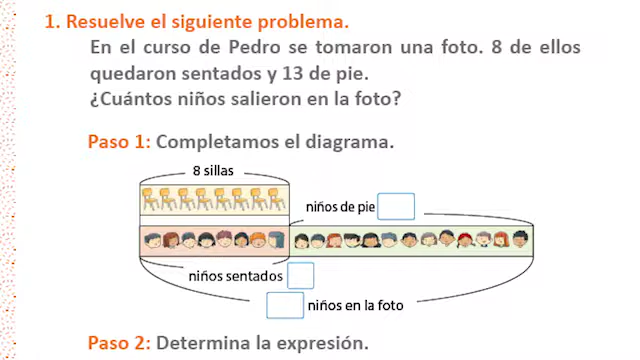 1. Resuelve el siguiente problema.
En el curso de Pedro se tomaron una foto. 8 de ellos
quedaron sentados y 13 de pie.
¿Cuántos niños salieron en la foto?
Paso 1: Completamos el diagrama.
8 sillas
niños de pie
niños sentados
niños en la foto
Paso 2: Determina la expresión.